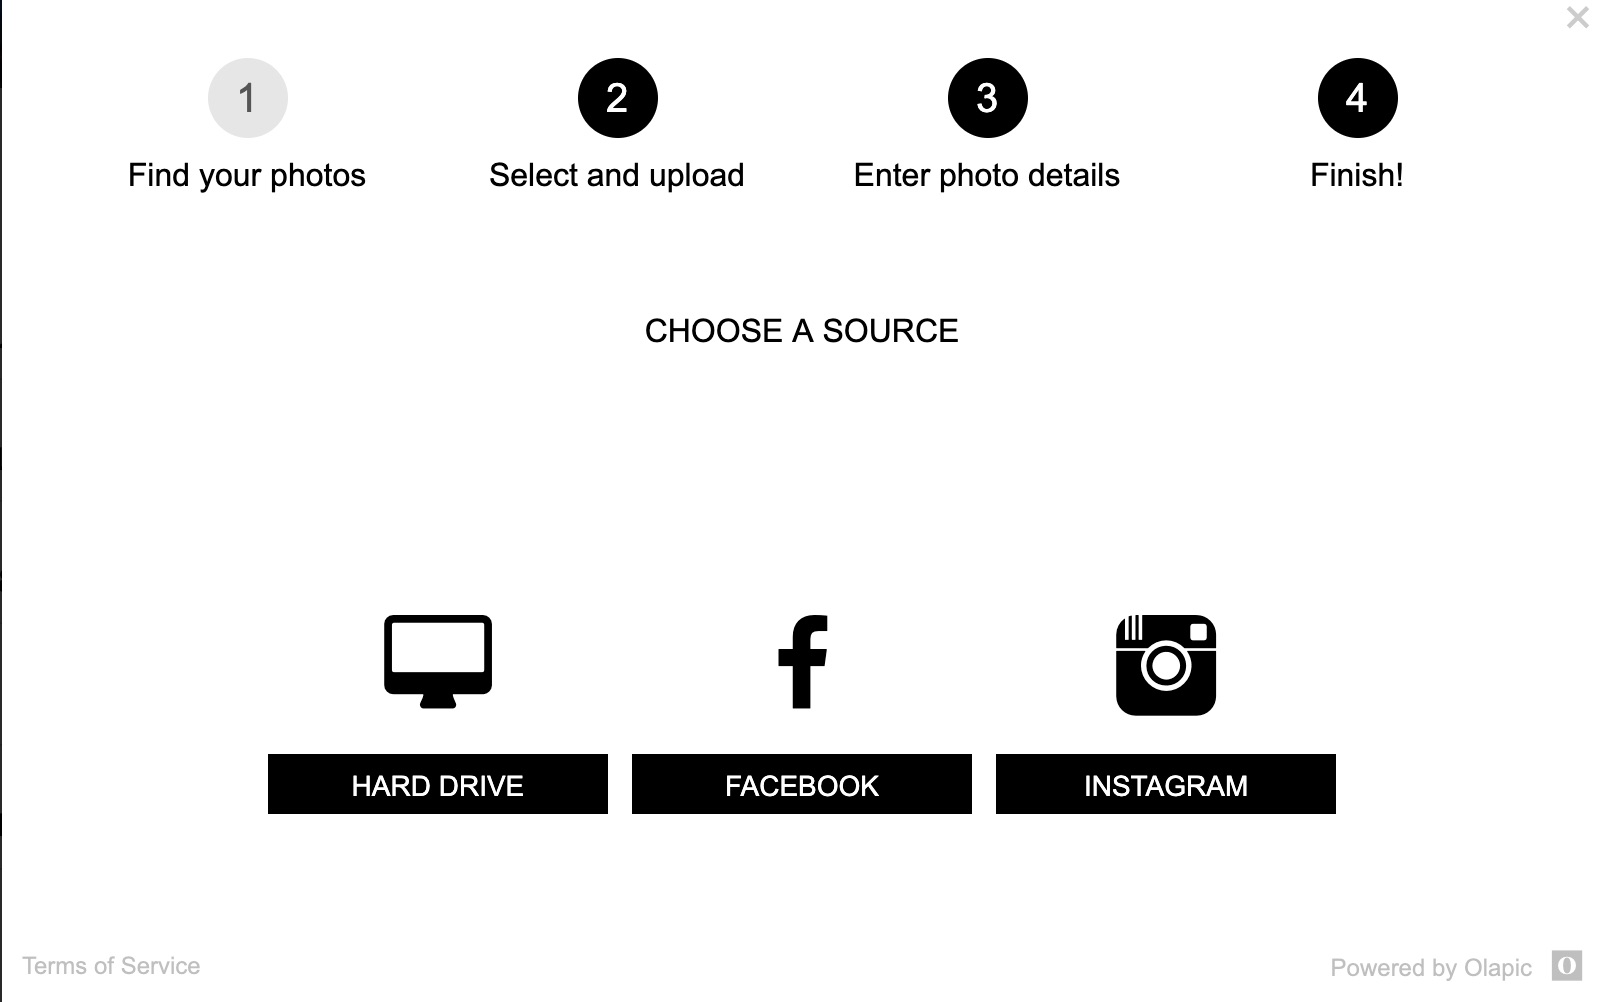 1
2
3
4
Find your photos
Select and upload
Enter photo details
Finish!
CHOOSE A SOURCE
HARD DRIVE
FACEBOOK
INSTAGRAM
Terms of Service
Powered by Olapic
O